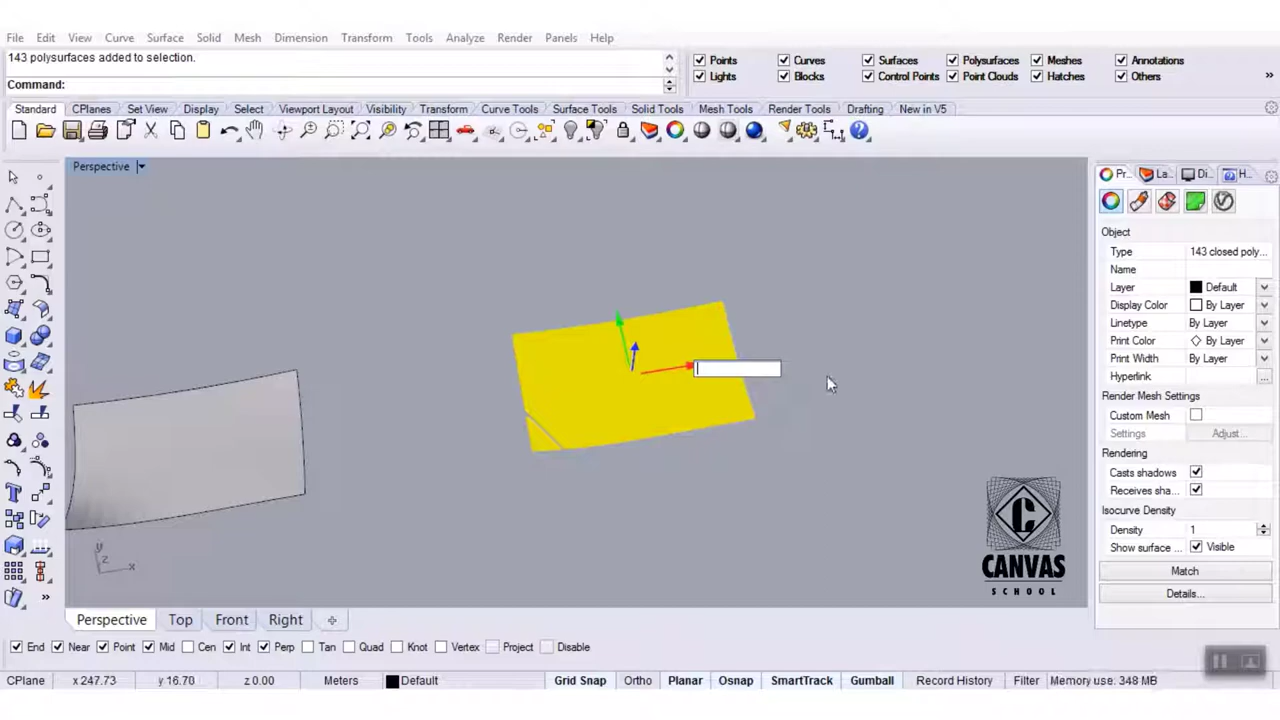 File Edit View Curve Surface Solid Mesh Dimension Transform Tools Analyze Render Panels Help
143 polysurfaces added to selection.
Command:
Points Curves Surfaces Polysurfaces Meshes Annotations
Lights Blocks Control Points Point Clouds Hatches Others
Standard CPlanes Set View Display Select Viewport Layout Visibility Transform Curve Tools Surface Tools Solid Tools Mesh Tools Render Tools Drafting New in V5
Perspective
Pr... La... Di... H...
Object
Type 143 closed poly...
Name
Layer Default
Display Color By Layer
Linetype By Layer
Print Color By Layer
Print Width By Layer
Hyperlink ...
Render Mesh Settings
Custom Mesh
Settings Adjust...
Rendering
Casts shadows
Receives sha...
Isocurve Density
Density 1
Show surface ... Visible
Match
Details...
y
z
x
C
CANVAS
SCHOOL
Perspective Top Front Right
End Near Point Mid Cen Int Perp Tan Quad Knot Vertex Project Disable
CPlane x 247.73 y 16.70 z 0.00 Meters Default Grid Snap Ortho Planar Osnap SmartTrack Gumball Record History Filter Memory use: 348 MB